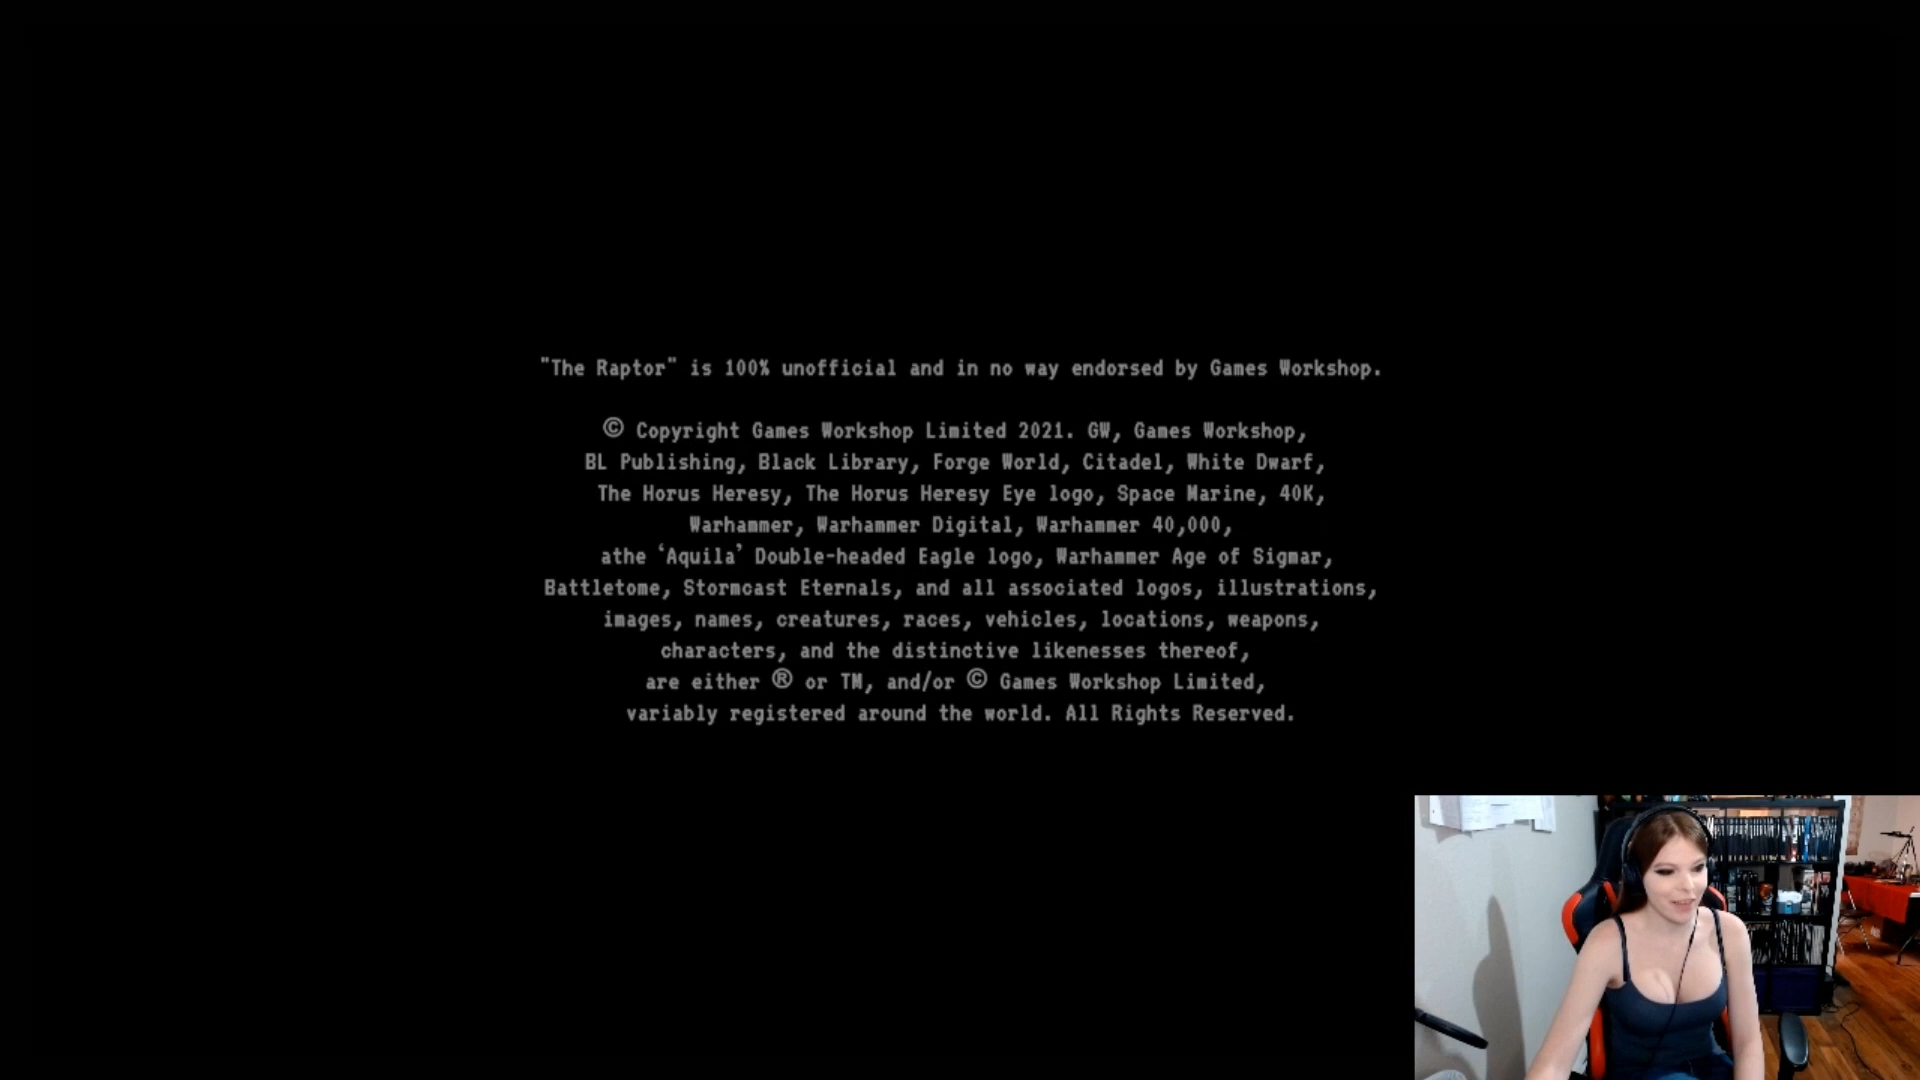 "The Raptor" is 100% unofficial and in no way endorsed by Games Workshop.
© Copyright Games Workshop Limited 2021. GW, Games Workshop,
BL Publishing, Black Library, Forge World, Citadel, White Dwarf,
The Horus Heresy, The Horus Heresy Eye logo, Space Marine, 40K,
Warhammer, Warhammer Digital, Warhammer 40,000,
athe ‘Aquila’ Double-headed Eagle logo, Warhammer Age of Sigmar,
Battletome, Stormcast Eternals, and all associated logos, illustrations,
images, names, creatures, races, vehicles, locations, weapons,
characters, and the distinctive likenesses thereof,
are either ® or TM, and/or © Games Workshop Limited,
variably registered around the world. All Rights Reserved.